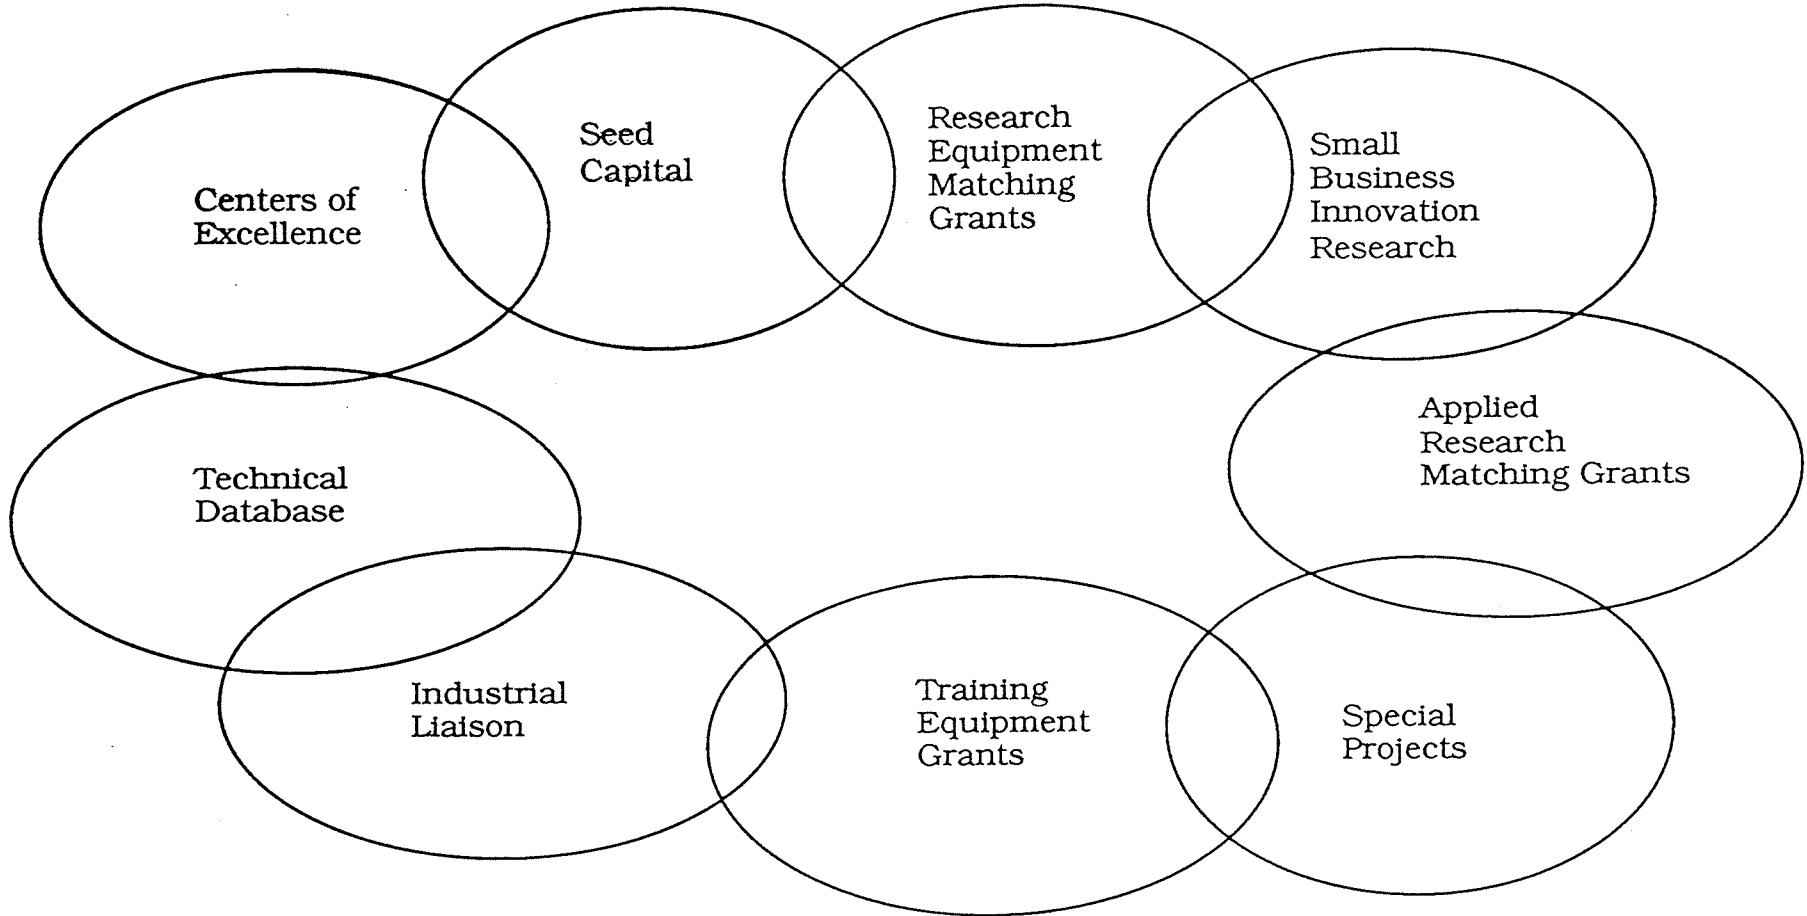 Centers of
Excellence
Seed
Capital
Research
Equipment
Matching
Grants
Small
Business
Innovation
Research
Applied
Research
Matching Grants
Technical
Database
Industrial
Liaison
Training
Equipment
Grants
Special
Projects